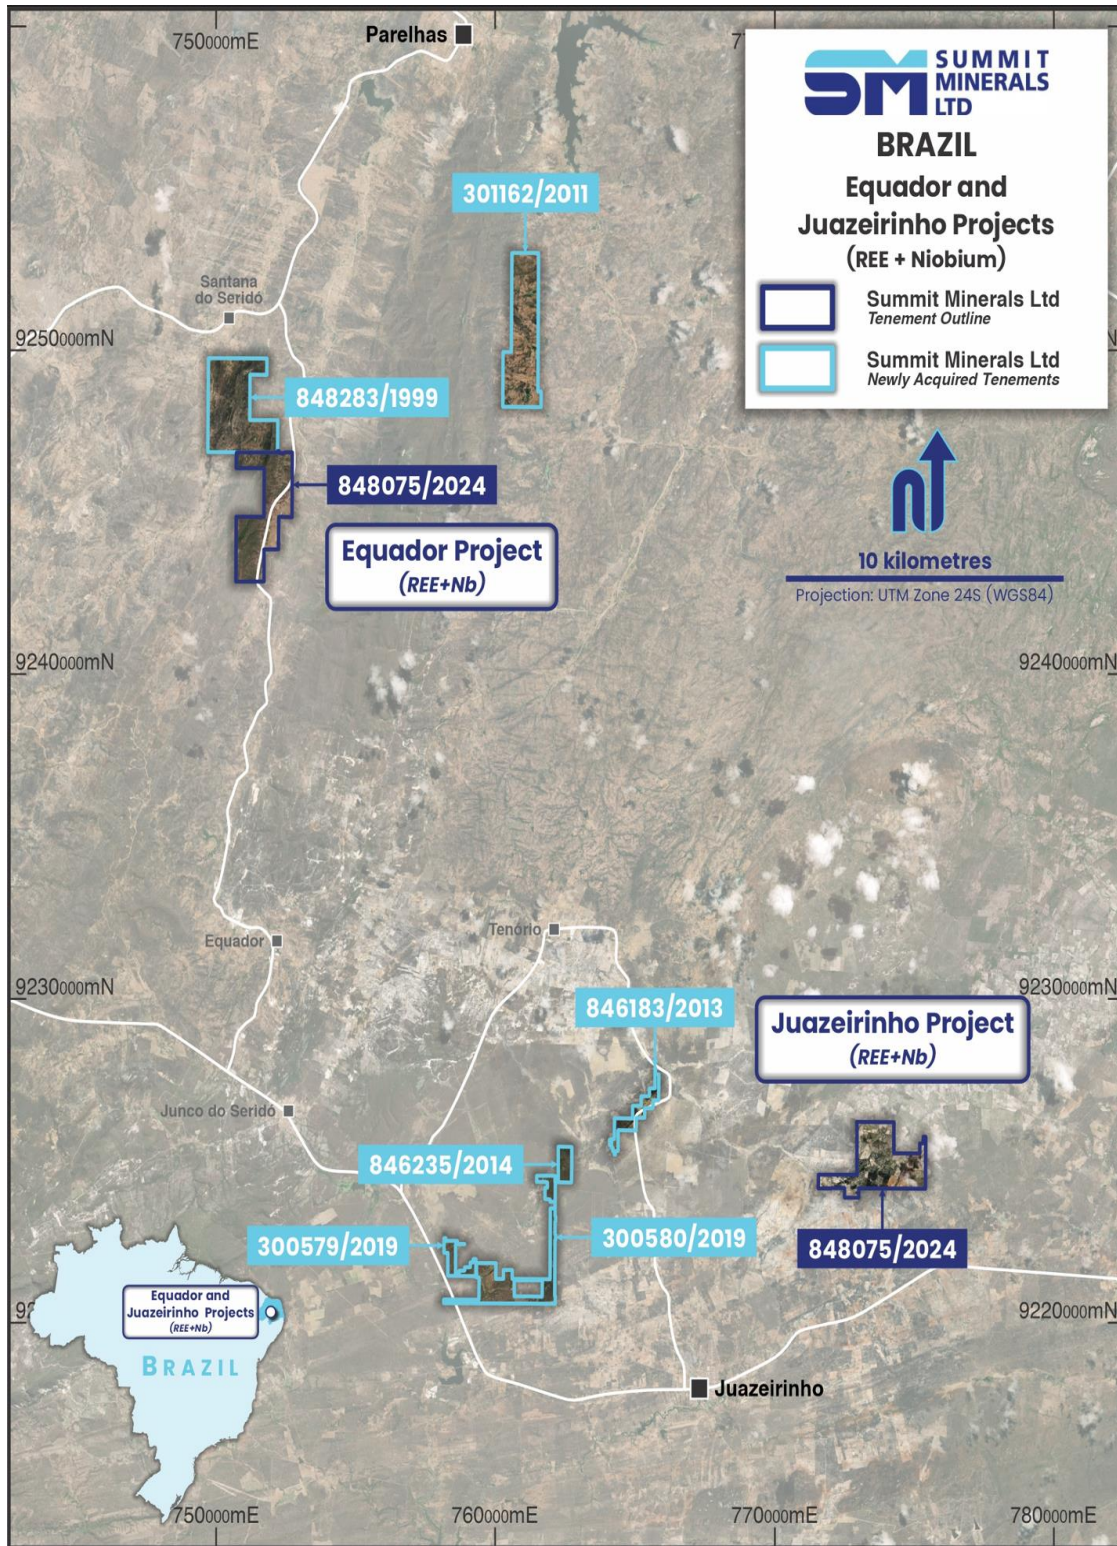 750000mE
Parelhas
7
SM SUMMIT
MINERALS
LTD
BRAZIL
Equador and
Juazeirinho Projects
(REE + Niobium)
Summit Minerals Ltd
Tenement Outline
Summit Minerals Ltd
Newly Acquired Tenements
301162/2011
Santana
do Seridó
9250000mN
N
848283/1999
848075/2024
Equador Project
(REE+Nb)
n
10 kilometres
Projection: UTM Zone 24S (WGS84)
9240000mN
9240000mN
Equador
Tenório
9230000mN
9230000mN
846183/2013
Juazeirinho Project
(REE+Nb)
Junco do Seridó
846235/2014
300579/2019
300580/2019
848075/2024
Equador and
Juazeirinho Projects
(REE+Nb)
BRAZIL
92
9220000mN
Juazeirinho
750000mE
760000mE
770000mE
780000mE